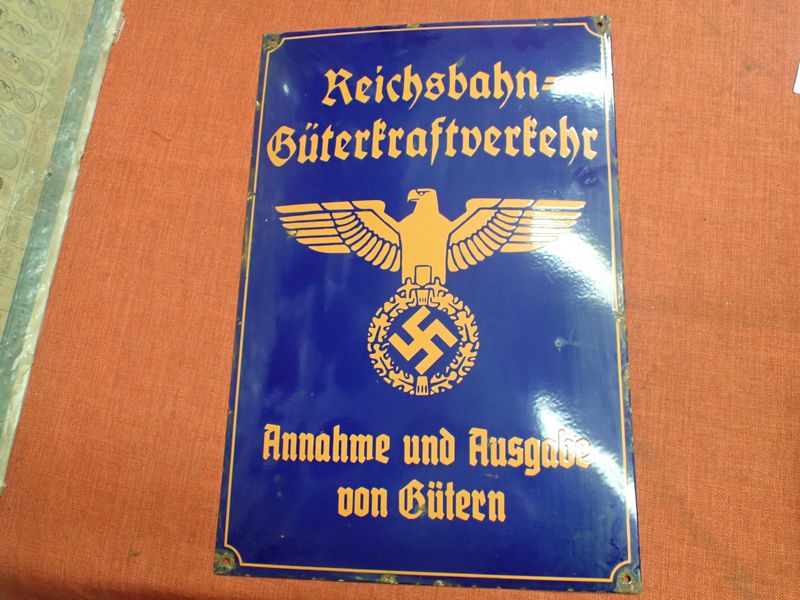 Reichsbahn=
Güterkraftverkehr
Annahme und Ausgabe
von Gütern